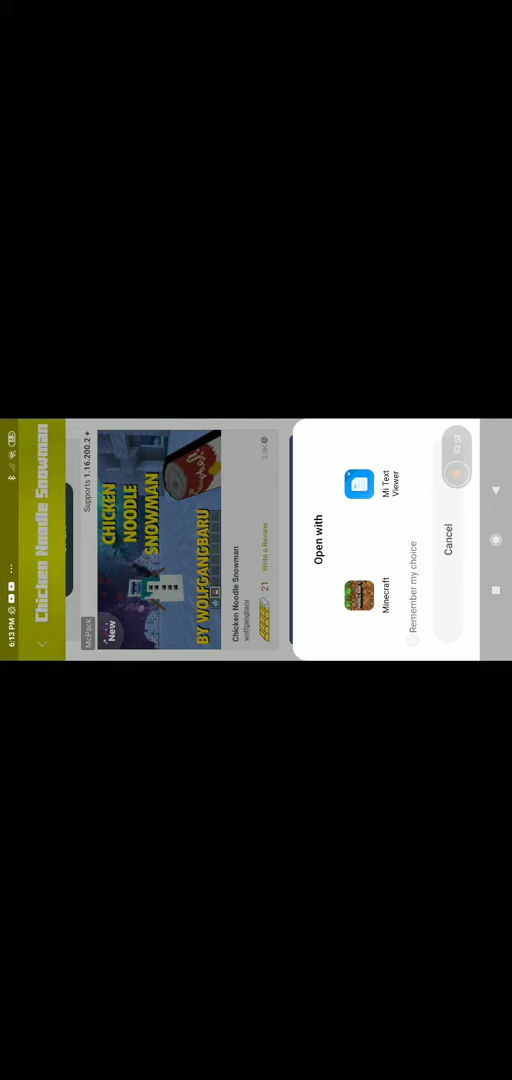 6:13 PM
Chicken Noodle Snowman
McPack
Supports 1.16.200.2 +
New
CHICKEN
NOODLE
SNOWMAN
BY WOLFGANGBARU
Chicken Noodle Snowman
wolfgangbaru
21
Write a Review
Open with
Minecraft
Mi Text
Viewer
Remember my choice
Cancel